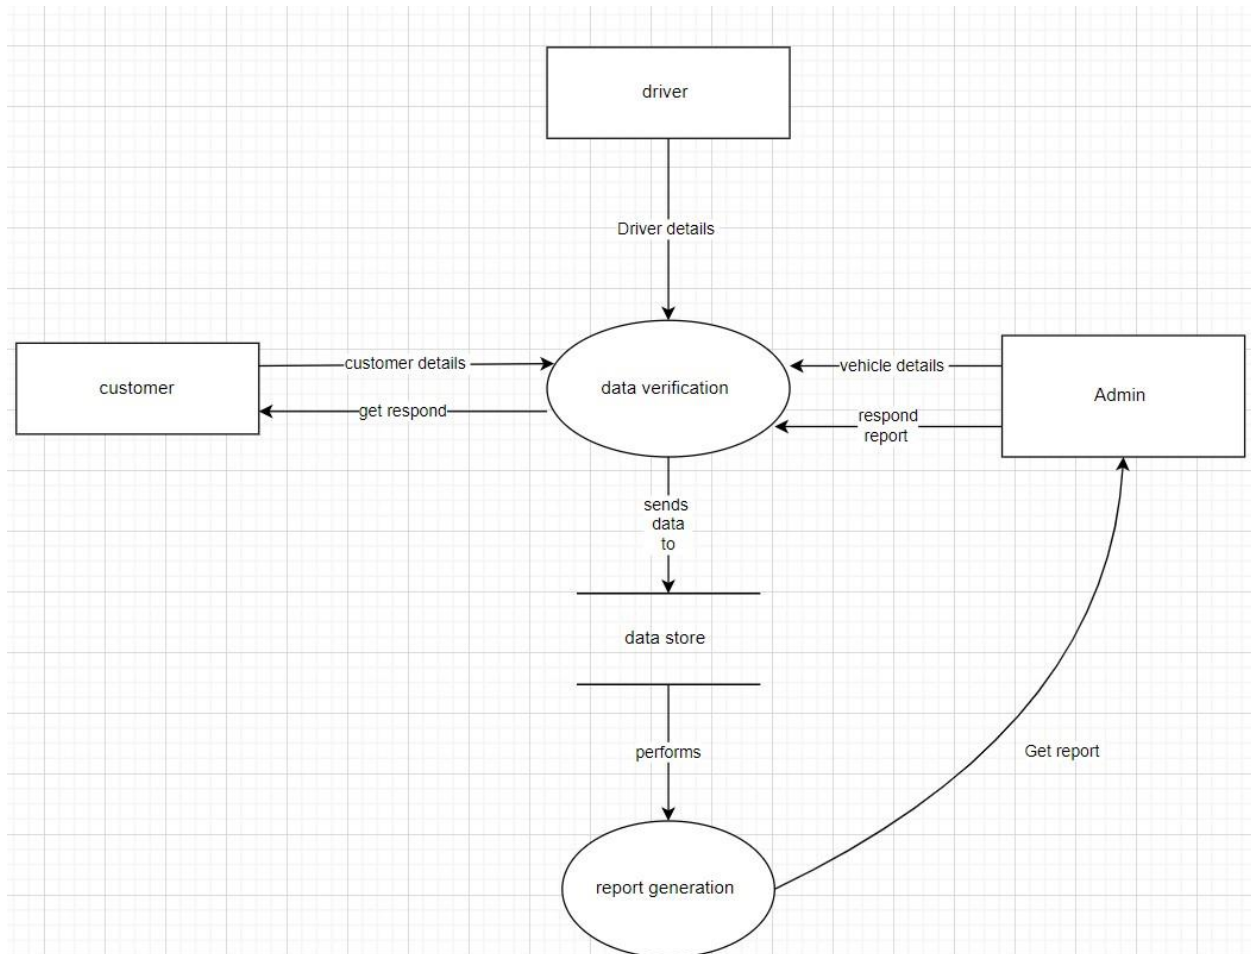 driver
Driver details
customer details
vehicle details
customer
data verification
Admin
get respond
respond
report
sends
data
to
data store
performs
Get report
report generation